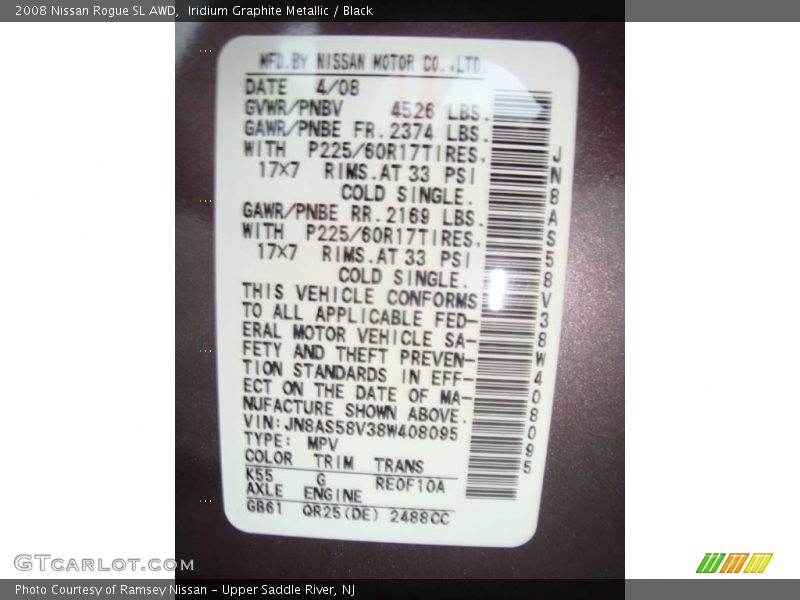 2008 Nissan Rogue SL AWD,  Iridium Graphite Metallic / Black
MFD.BY NISSAN MOTOR CO.,LTD.
DATE 4/08
GVWR/PNBV 4526 LBS.
GAWR/PNBE FR.2374 LBS.
WITH P225/60R17TIRES,
17×7 RIMS.AT 33 PSI
COLD SINGLE.
GAWR/PNBE RR.2169 LBS.
WITH P225/60R17TIRES,
17×7 RIMS.AT 33 PSI
COLD SINGLE.
THIS VEHICLE CONFORMS
TO ALL APPLICABLE FED-
ERAL MOTOR VEHICLE SA-
FETY AND THEFT PREVEN-
TION STANDARDS IN EFF-
ECT ON THE DATE OF MA-
NUFACTURE SHOWN ABOVE.
VIN:JN8AS58V38W408095
TYPE: MPV
COLOR TRIM TRANS
K55 G RE0F10A
AXLE ENGINE
GB61 QR25(DE) 2488CC
JN8AS58V38W408095
GTcarlot.com
Photo Courtesy of Ramsey Nissan - Upper Saddle River, NJ